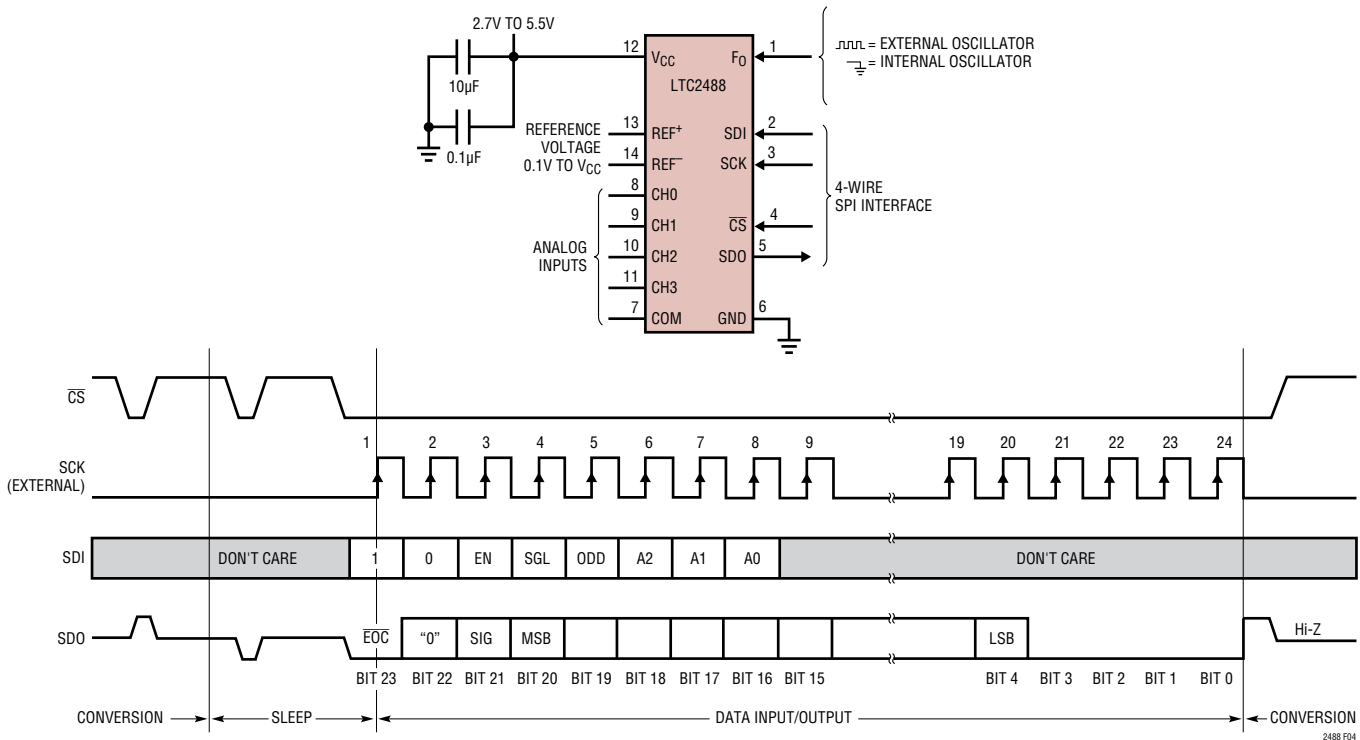 2.7V TO 5.5V
10µF
0.1µF
REFERENCE
VOLTAGE
0.1V TO VCC
ANALOG
INPUTS
12
13
14
8
9
10
11
7
VCC
REF+
REF–
CH0
CH1
CH2
CH3
COM
LTC2488
FO
SDI
SCK
CS
SDO
GND
1
2
3
4
5
6
= EXTERNAL OSCILLATOR
= INTERNAL OSCILLATOR
4-WIRE
SPI INTERFACE
CS
SCK
(EXTERNAL)
1 2 3 4 5 6 7 8 9 19 20 21 22 23 24
SDI DON'T CARE 1 0 EN SGL ODD A2 A1 A0 DON'T CARE
SDO EOC "0" SIG MSB LSB Hi-Z
BIT 23 BIT 22 BIT 21 BIT 20 BIT 19 BIT 18 BIT 17 BIT 16 BIT 15 BIT 4 BIT 3 BIT 2 BIT 1 BIT 0
CONVERSION SLEEP DATA INPUT/OUTPUT CONVERSION
2488 F04